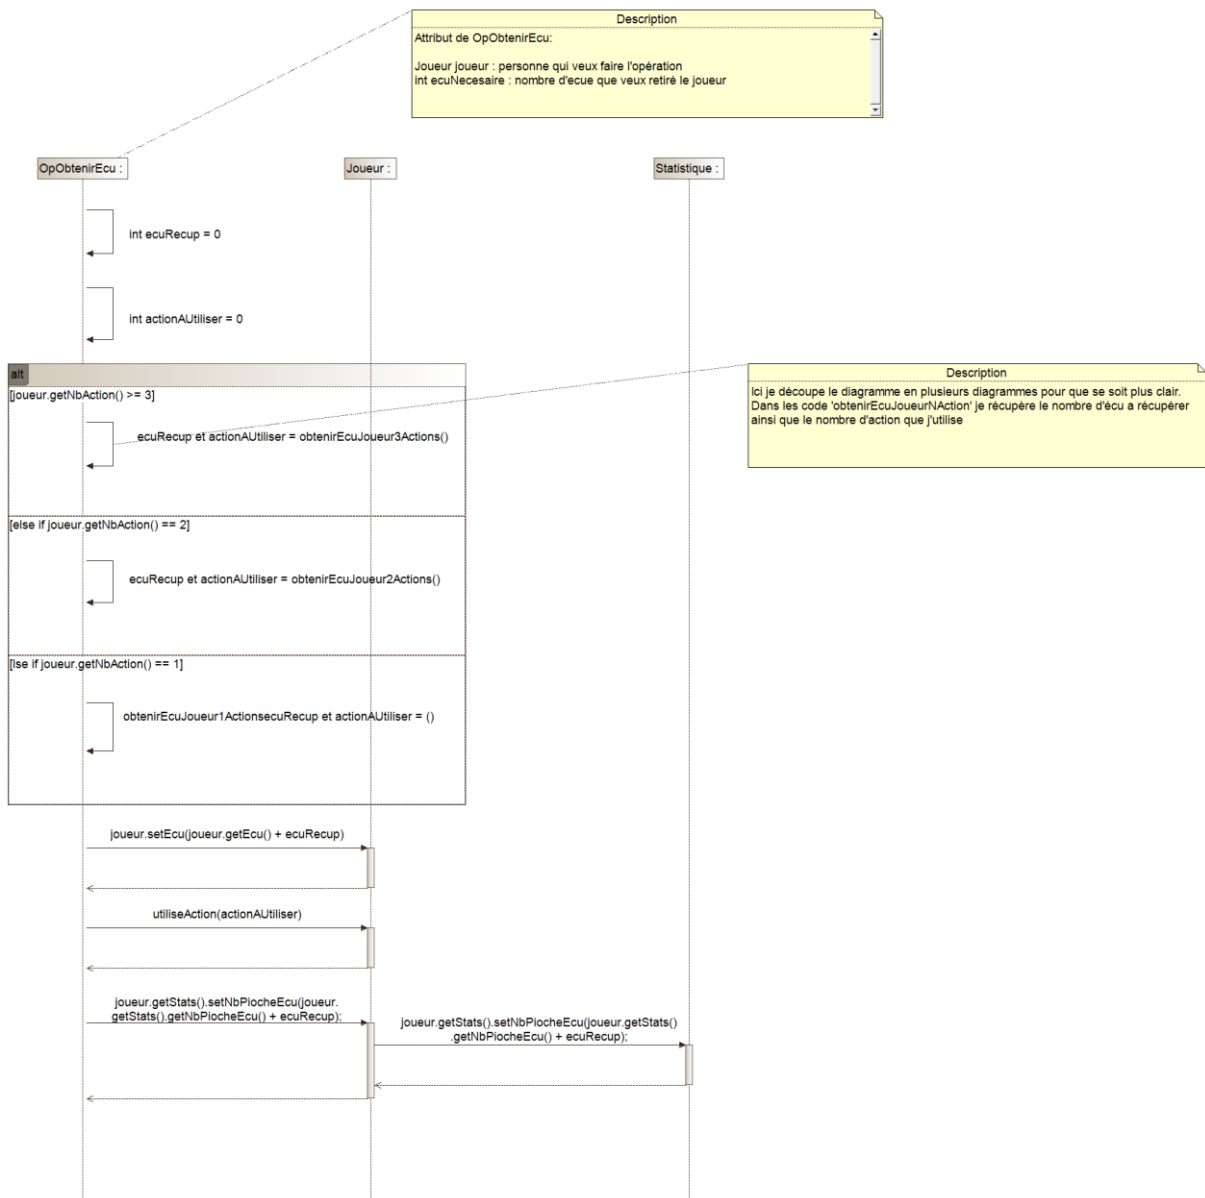 Description
Attribut de OpObtenirEcu:
Joueur joueur : personne qui veux faire l'opération
int ecuNecesaire : nombre d'ecue que veux retiré le joueur
OpObtenirEcu :
Joueur :
Statistique :
int ecuRecup = 0
int actionAUtiliser = 0
alt
[joueur.getNbAction() >= 3]
ecuRecup et actionAUtiliser = obtenirEcuJoueur3Actions()
Description
Ici je découpe le diagramme en plusieurs diagrammes pour que se soit plus clair.
Dans les code 'obtenirEcuJoueurNAction' je récupère le nombre d'écu a récupérer
ainsi que le nombre d'action que j'utilise
[else if joueur.getNbAction() == 2]
ecuRecup et actionAUtiliser = obtenirEcuJoueur2Actions()
[lse if joueur.getNbAction() == 1]
obtenirEcuJoueur1ActionsecuRecup et actionAUtiliser = ()
joueur.setEcu(joueur.getEcu() + ecuRecup)
utiliseAction(actionAUtiliser)
joueur.getStats().setNbPiocheEcu(joueur.
getStats().getNbPiocheEcu() + ecuRecup);
joueur.getStats().setNbPiocheEcu(joueur.getStats()
.getNbPiocheEcu() + ecuRecup);